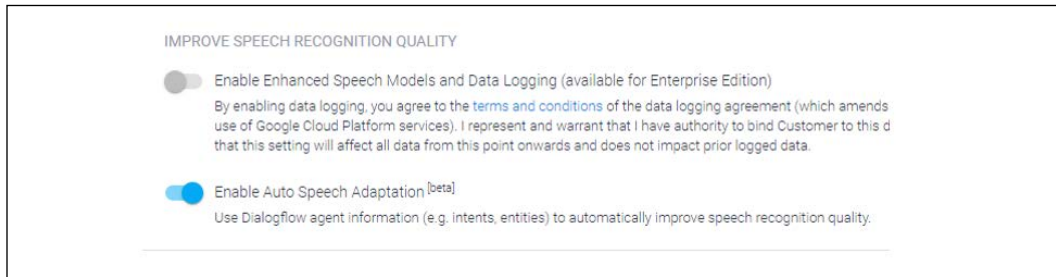 IMPROVE SPEECH RECOGNITION QUALITY
Enable Enhanced Speech Models and Data Logging (available for Enterprise Edition)
By enabling data logging, you agree to the terms and conditions of the data logging agreement (which amends
use of Google Cloud Platform services). I represent and warrant that I have authority to bind Customer to this d
that this setting will affect all data from this point onwards and does not impact prior logged data.
Enable Auto Speech Adaptation [beta]
Use Dialogflow agent information (e.g. intents, entities) to automatically improve speech recognition quality.